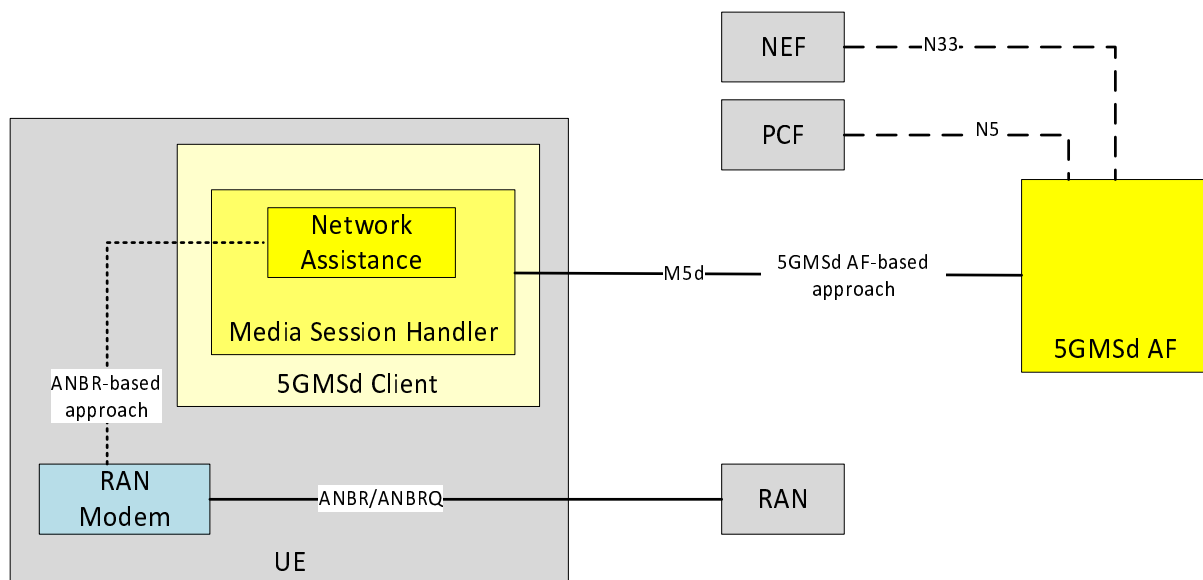 NEF
N33
PCF
N5
Network
Assistance
Media Session Handler
5GMSd Client
M5d
5GMSd AF-based
approach
5GMSd AF
ANBR-based
approach
RAN
Modem
ANBR/ANBRQ
RAN
UE